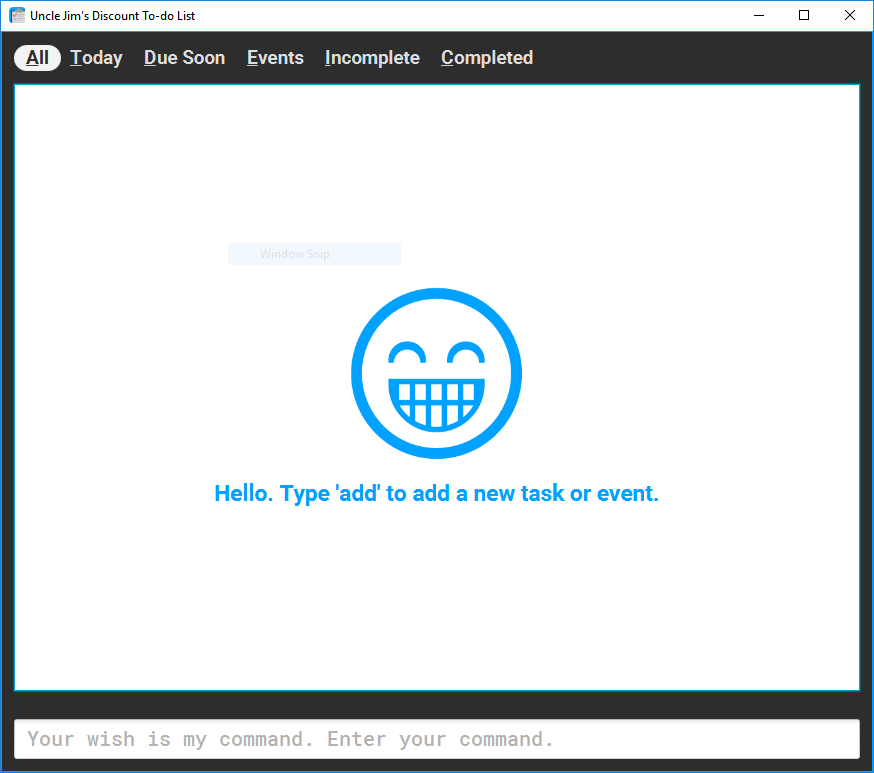 Uncle Jim's Discount To-do List
All Today Due Soon Events Incomplete Completed
Window Snip
Hello. Type 'add' to add a new task or event.
Your wish is my command. Enter your command.